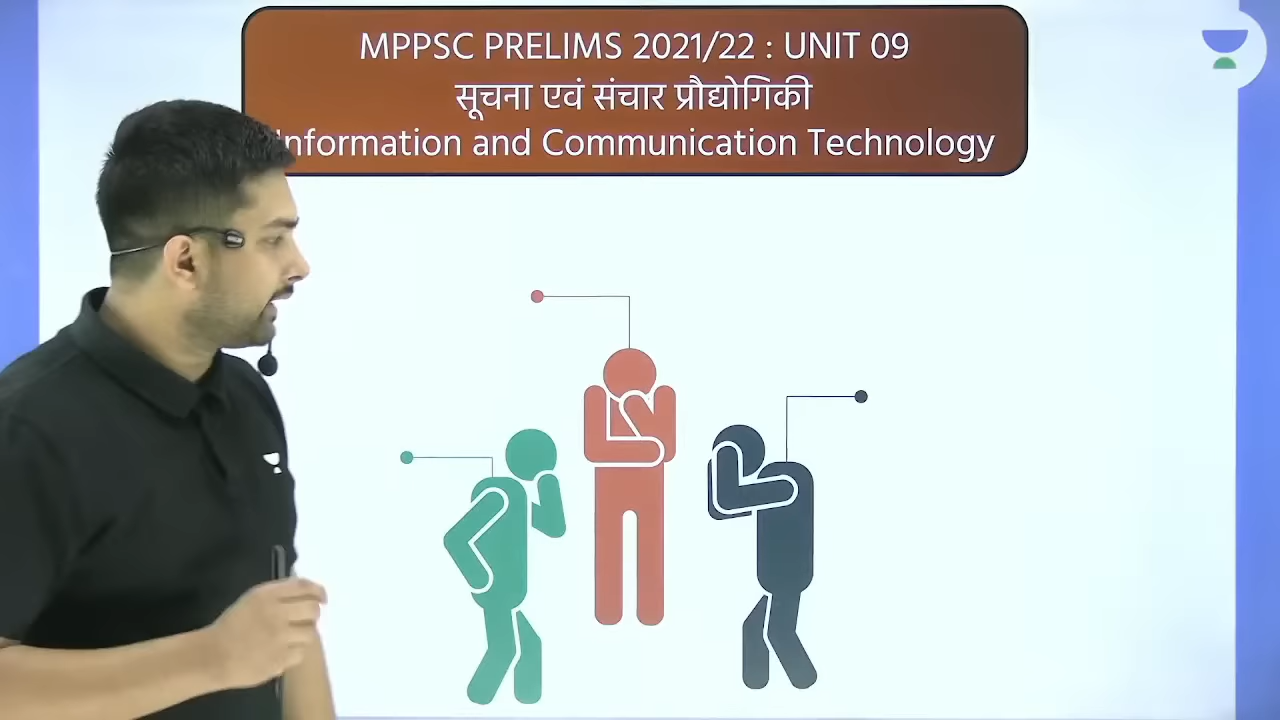 MPPSC PRELIMS 2021/22 : UNIT 09
सूचना एवं संचार प्रौद्योगिकी
Information and Communication Technology